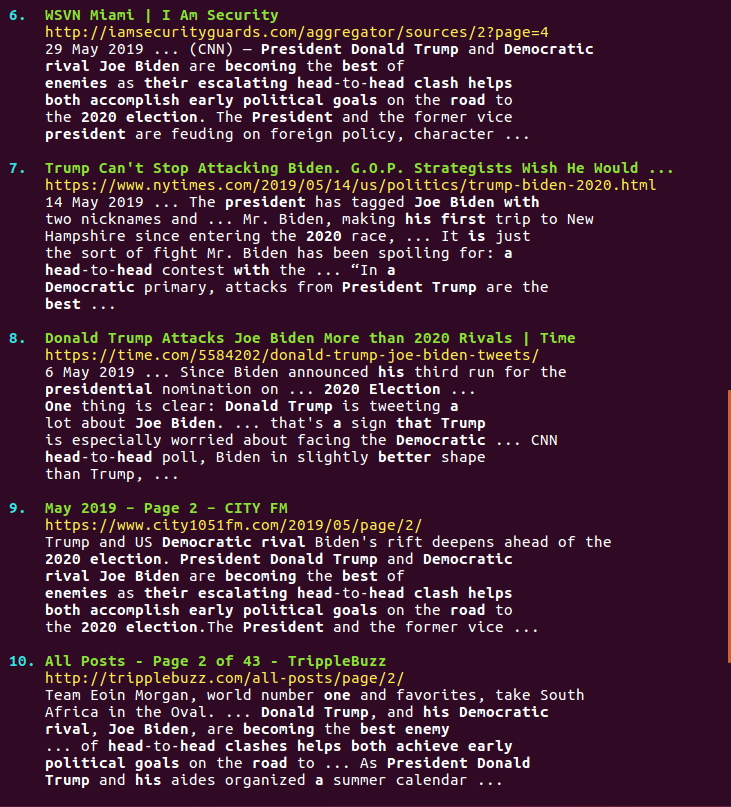 6. WSVN Miami | I Am Security
http://iamsecurityguards.com/aggregator/sources/2?page=4
29 May 2019 ... (CNN) — President Donald Trump and Democratic
rival Joe Biden are becoming the best of
enemies as their escalating head-to-head clash helps
both accomplish early political goals on the road to
the 2020 election. The President and the former vice
president are feuding on foreign policy, character ...
7. Trump Can't Stop Attacking Biden. G.O.P. Strategists Wish He Would ...
https://www.nytimes.com/2019/05/14/us/politics/trump-biden-2020.html
14 May 2019 ... The president has tagged Joe Biden with
two nicknames and ... Mr. Biden, making his first trip to New
Hampshire since entering the 2020 race, ... It is just
the sort of fight Mr. Biden has been spoiling for: a
head-to-head contest with the ... “In a
Democratic primary, attacks from President Trump are the
best ...
8. Donald Trump Attacks Joe Biden More than 2020 Rivals | Time
https://time.com/5584202/donald-trump-joe-biden-tweets/
6 May 2019 ... Since Biden announced his third run for the
presidential nomination on ... 2020 Election ...
One thing is clear: Donald Trump is tweeting a
lot about Joe Biden. ... that's a sign that Trump
is especially worried about facing the Democratic ... CNN
head-to-head poll, Biden in slightly better shape
than Trump, ...
9. May 2019 - Page 2 - CITY FM
https://www.city1051fm.com/2019/05/page/2/
Trump and US Democratic rival Biden's rift deepens ahead of the
2020 election. President Donald Trump and Democratic
rival Joe Biden are becoming the best of
enemies as their escalating head-to-head clash helps
both accomplish early political goals on the road to
the 2020 election.The President and the former vice ...
10. All Posts - Page 2 of 43 - TrippleBuzz
http://tripplebuzz.com/all-posts/page/2/
Team Eoin Morgan, world number one and favorites, take South
Africa in the Oval. ... Donald Trump, and his Democratic
rival, Joe Biden, are becoming the best enemy
... of head-to-head clashes helps both achieve early
political goals on the road to ... As President Donald
Trump and his aides organized a summer calendar ...